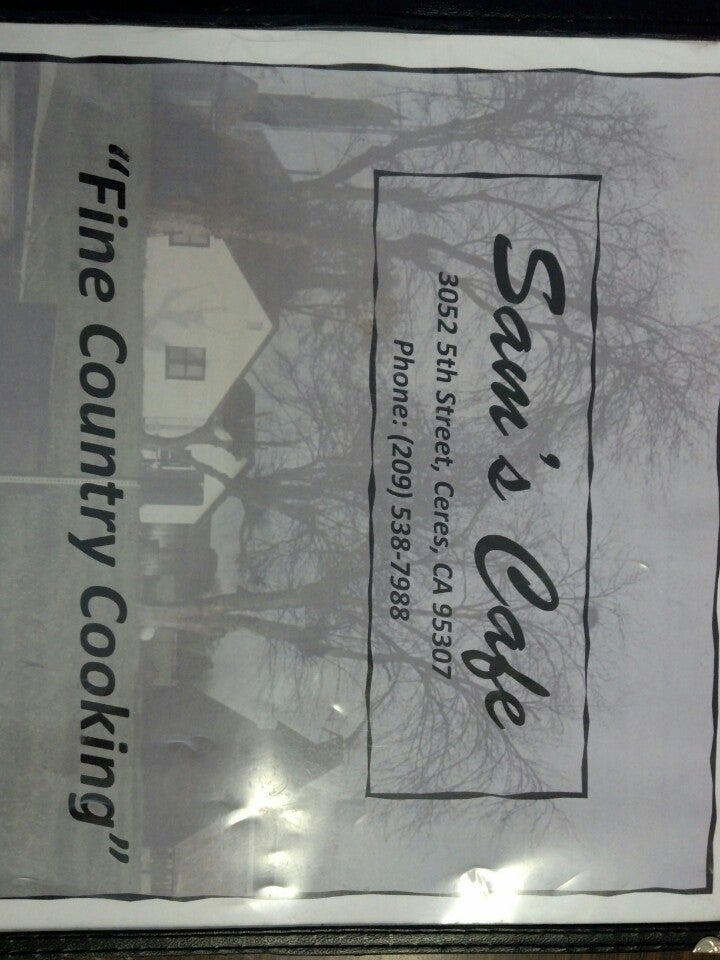 Sam's Cafe
3052 5th Street, Ceres, CA 95307
Phone: (209) 538-7988
“Fine Country Cooking”